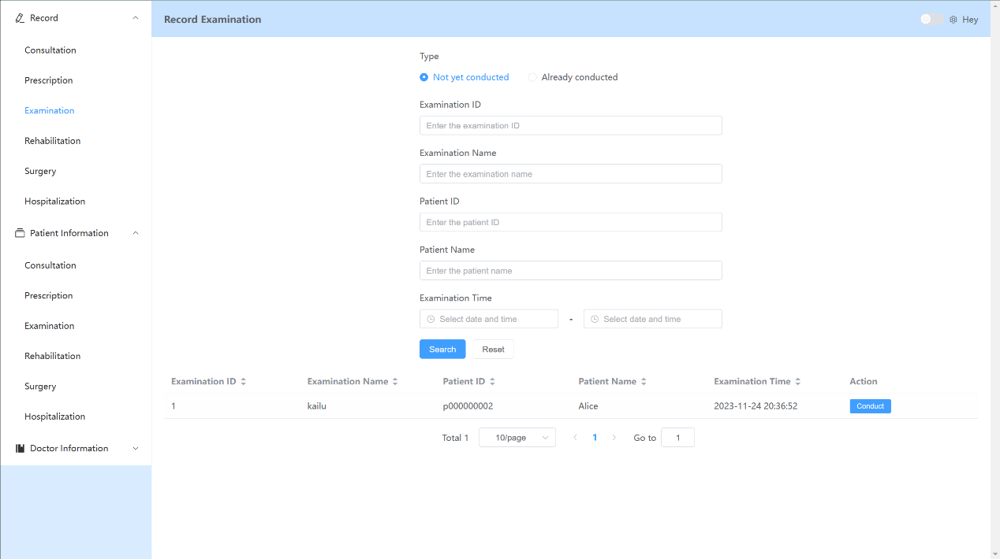 Record
Consultation
Prescription
Examination
Rehabilitation
Surgery
Hospitalization
Patient Information
Consultation
Prescription
Examination
Rehabilitation
Surgery
Hospitalization
Doctor Information
Record Examination
Hey
Type
Not yet conducted Already conducted
Examination ID
Enter the examination ID
Examination Name
Enter the examination name
Patient ID
Enter the patient ID
Patient Name
Enter the patient name
Examination Time
Select date and time - Select date and time
Search Reset
Examination ID Examination Name Patient ID Patient Name Examination Time Action
1 kailu p000000002 Alice 2023-11-24 20:36:52 Conduct
Total 1 10/page 1 Go to 1